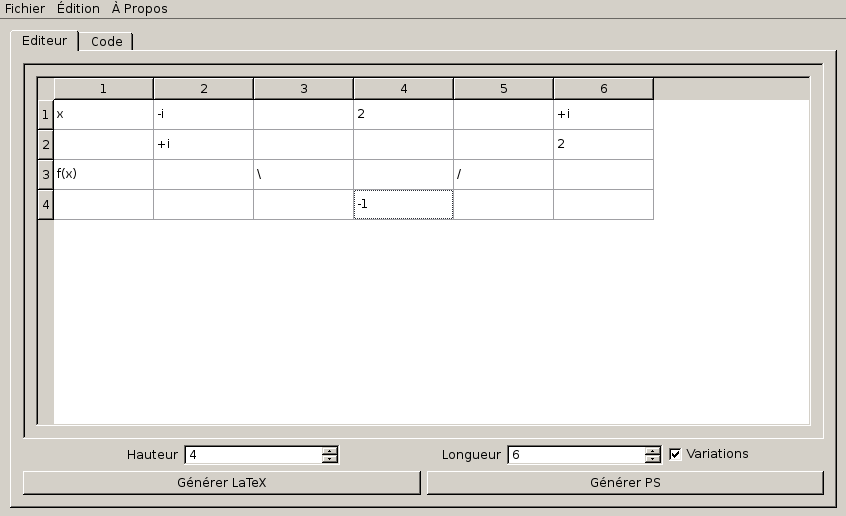 Fichier Édition À Propos
Editeur Code
1 2 3 4 5 6
1 x -i 2 +i
2 +i 2
3 f(x) \ /
4 -1
Hauteur 4 Longueur 6 Variations
Générer LaTeX Générer PS